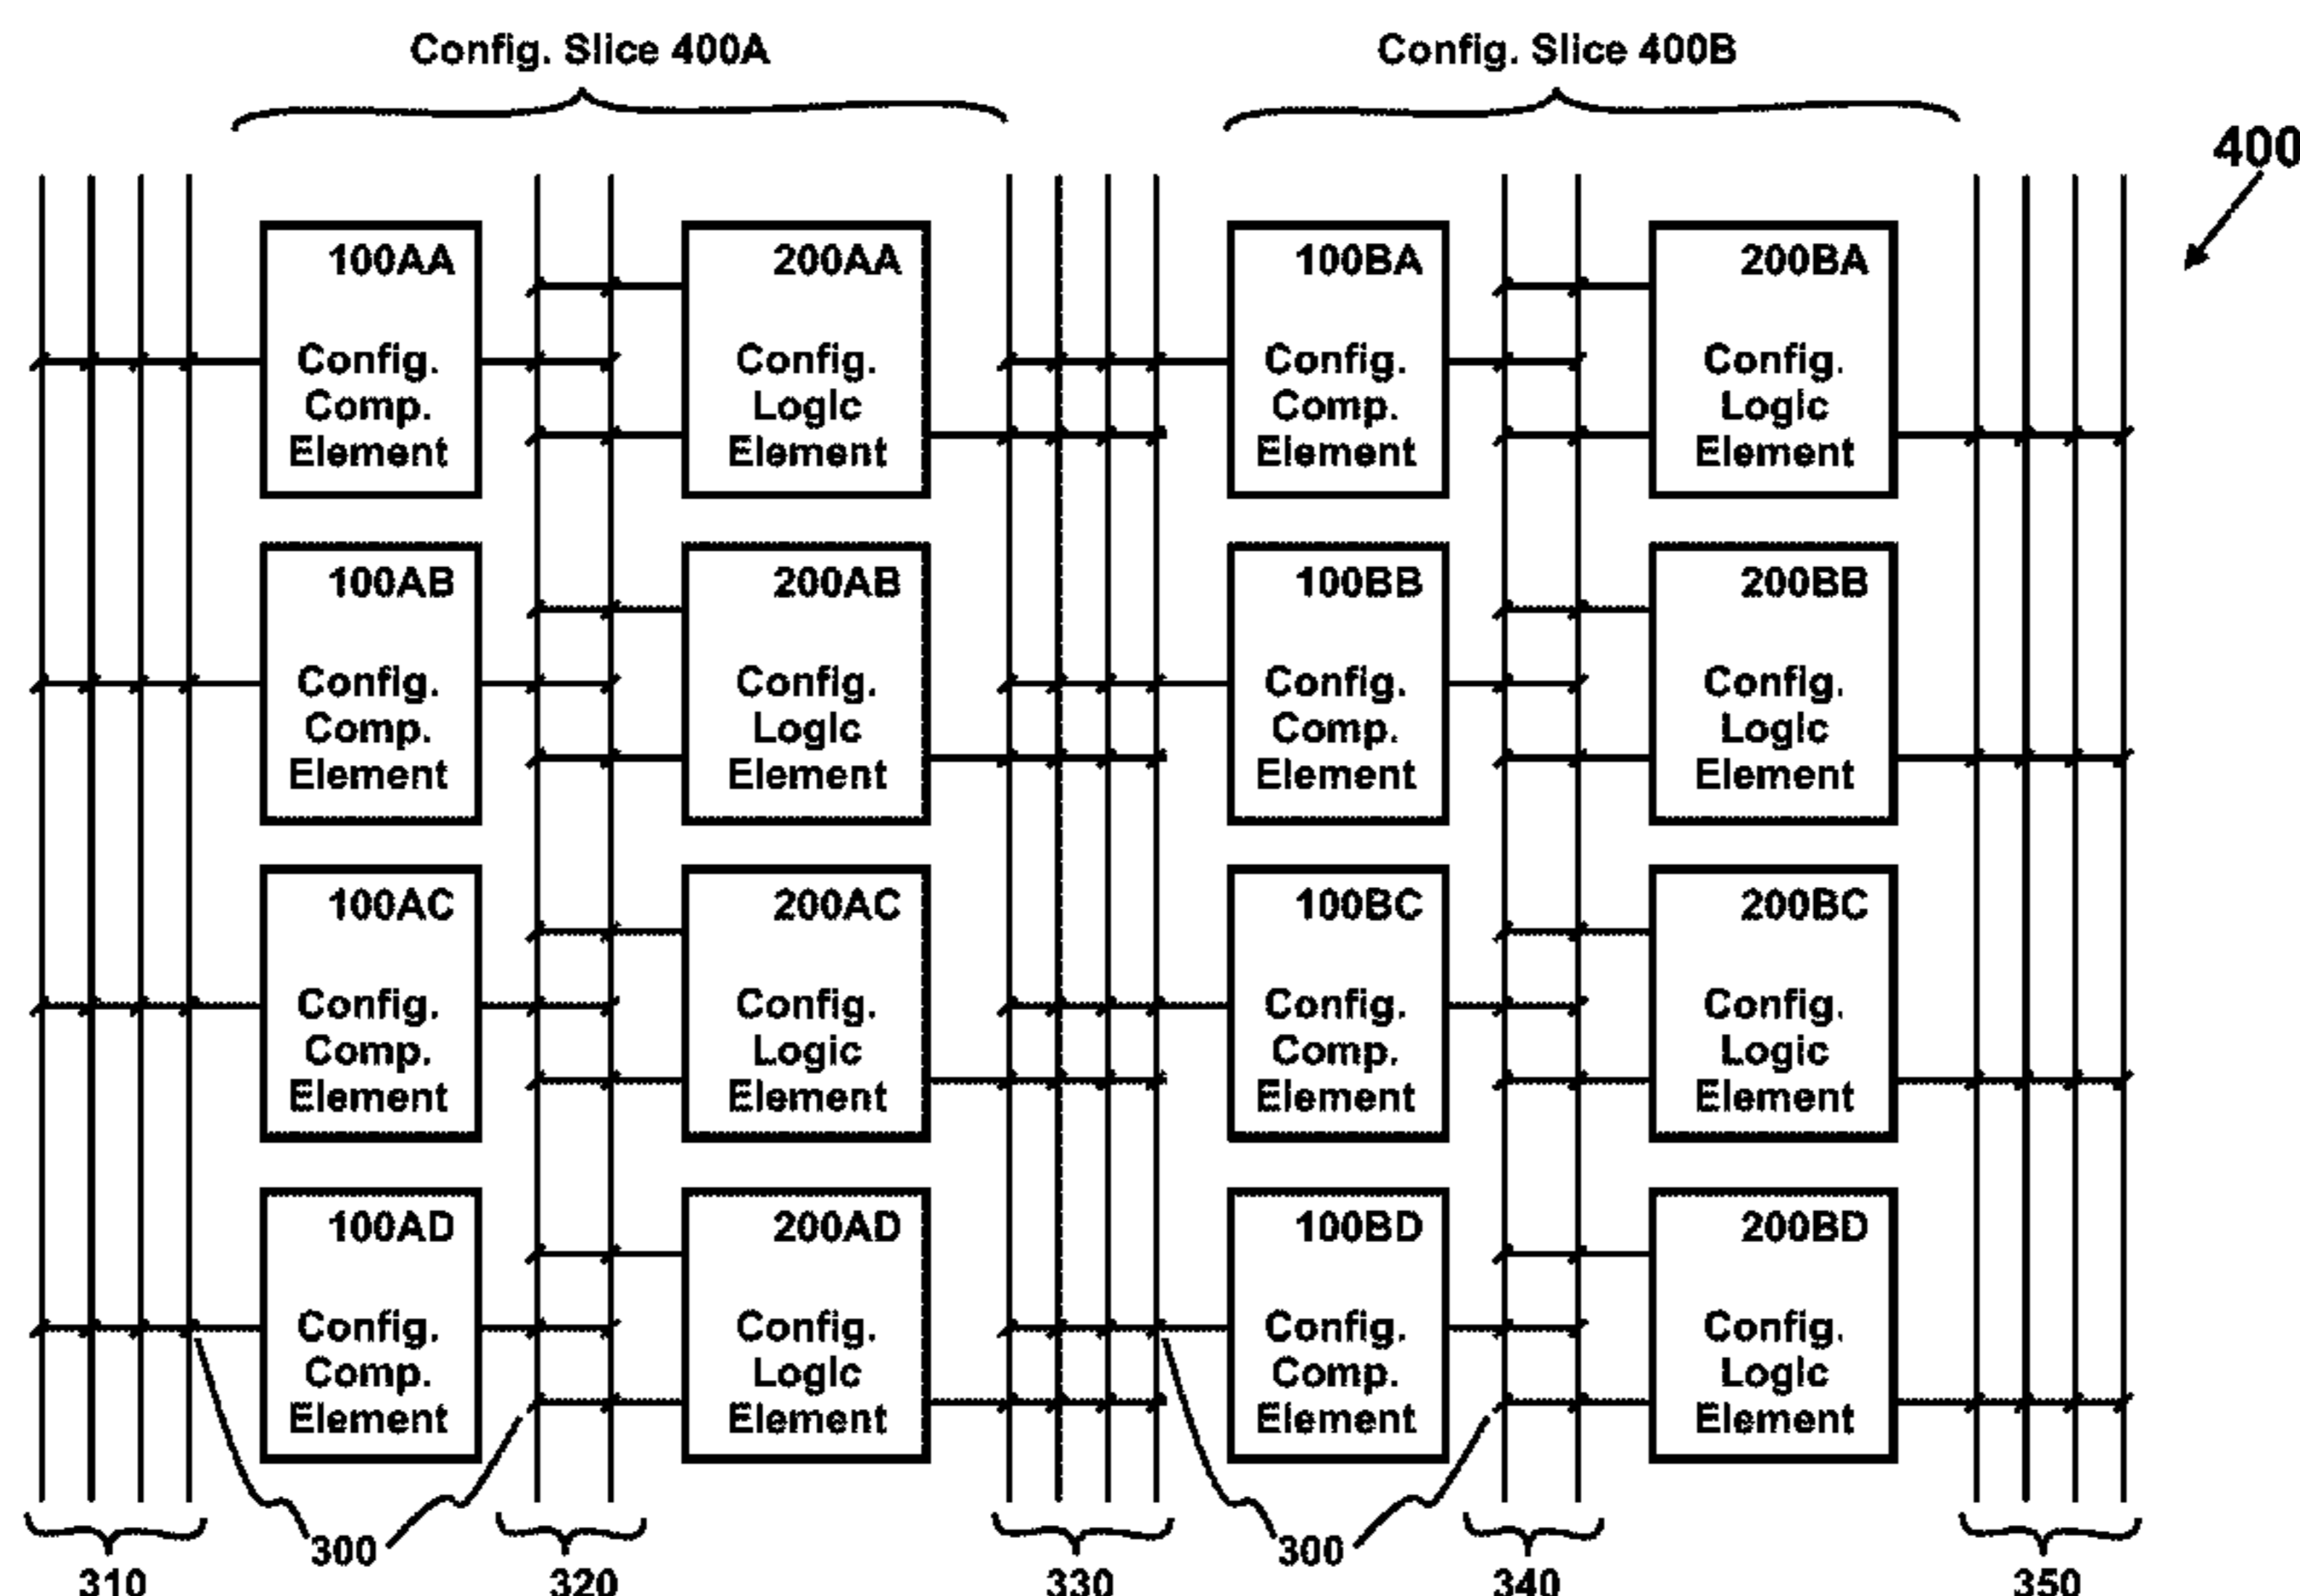 Config. Slice 400A
Config. Slice 400B
400
100AA
Config.
Comp.
Element
200AA
Config.
Logic
Element
100BA
Config.
Comp.
Element
200BA
Config.
Logic
Element
100AB
Config.
Comp.
Element
200AB
Config.
Logic
Element
100BB
Config.
Comp.
Element
200BB
Config.
Logic
Element
100AC
Config.
Comp.
Element
200AC
Config.
Logic
Element
100BC
Config.
Comp.
Element
200BC
Config.
Logic
Element
100AD
Config.
Comp.
Element
200AD
Config.
Logic
Element
100BD
Config.
Comp.
Element
200BD
Config.
Logic
Element
300
300
310
320
330
340
350